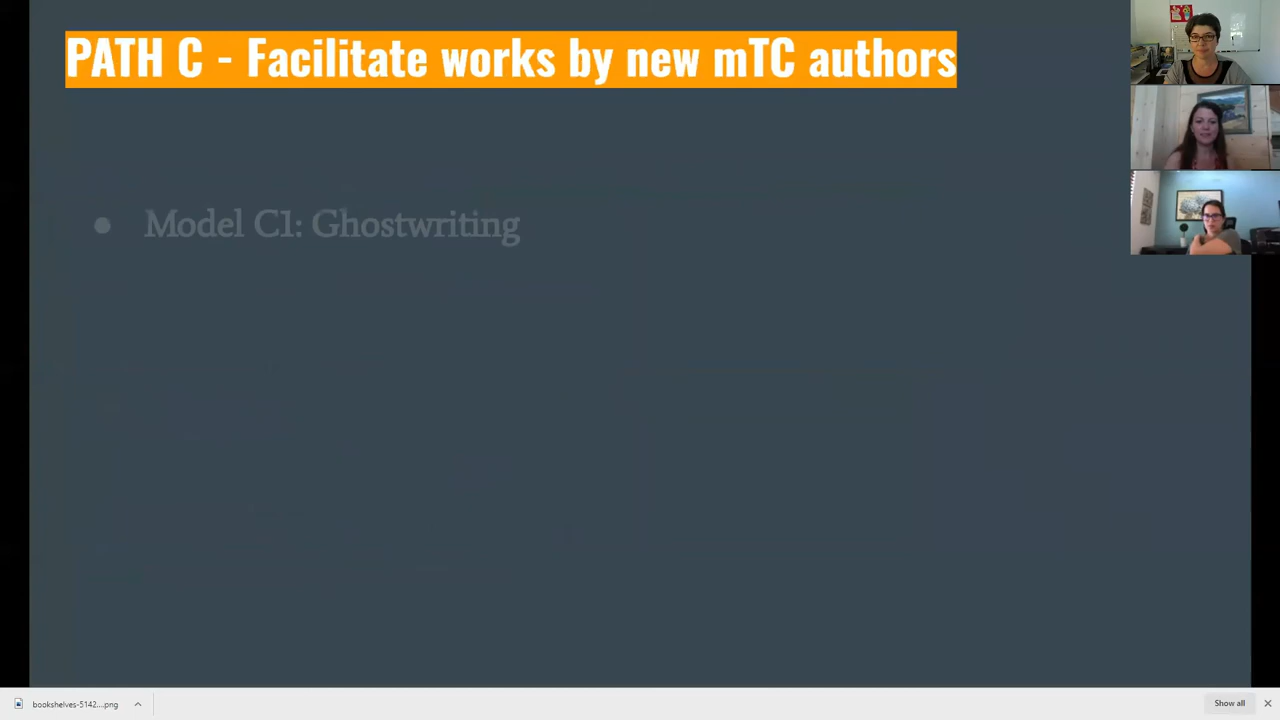 PATH C - Facilitate works by new mTC authors
● Model C1: Ghostwriting
bookshelves-5142....png
Show all